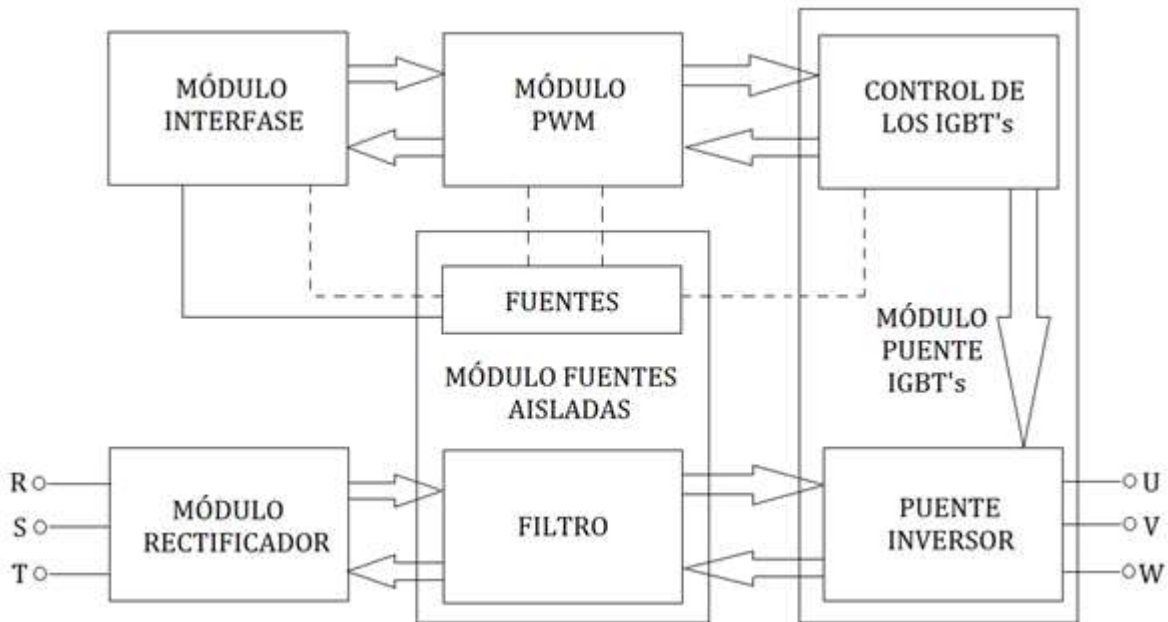 MÓDULO
INTERFASE
MÓDULO
PWM
CONTROL DE
LOS IGBT's
FUENTES
MÓDULO FUENTES
AISLADAS
MÓDULO
PUENTE
IGBT's
R
S
T
MÓDULO
RECTIFICADOR
FILTRO
PUENTE
INVERSOR
U
V
W